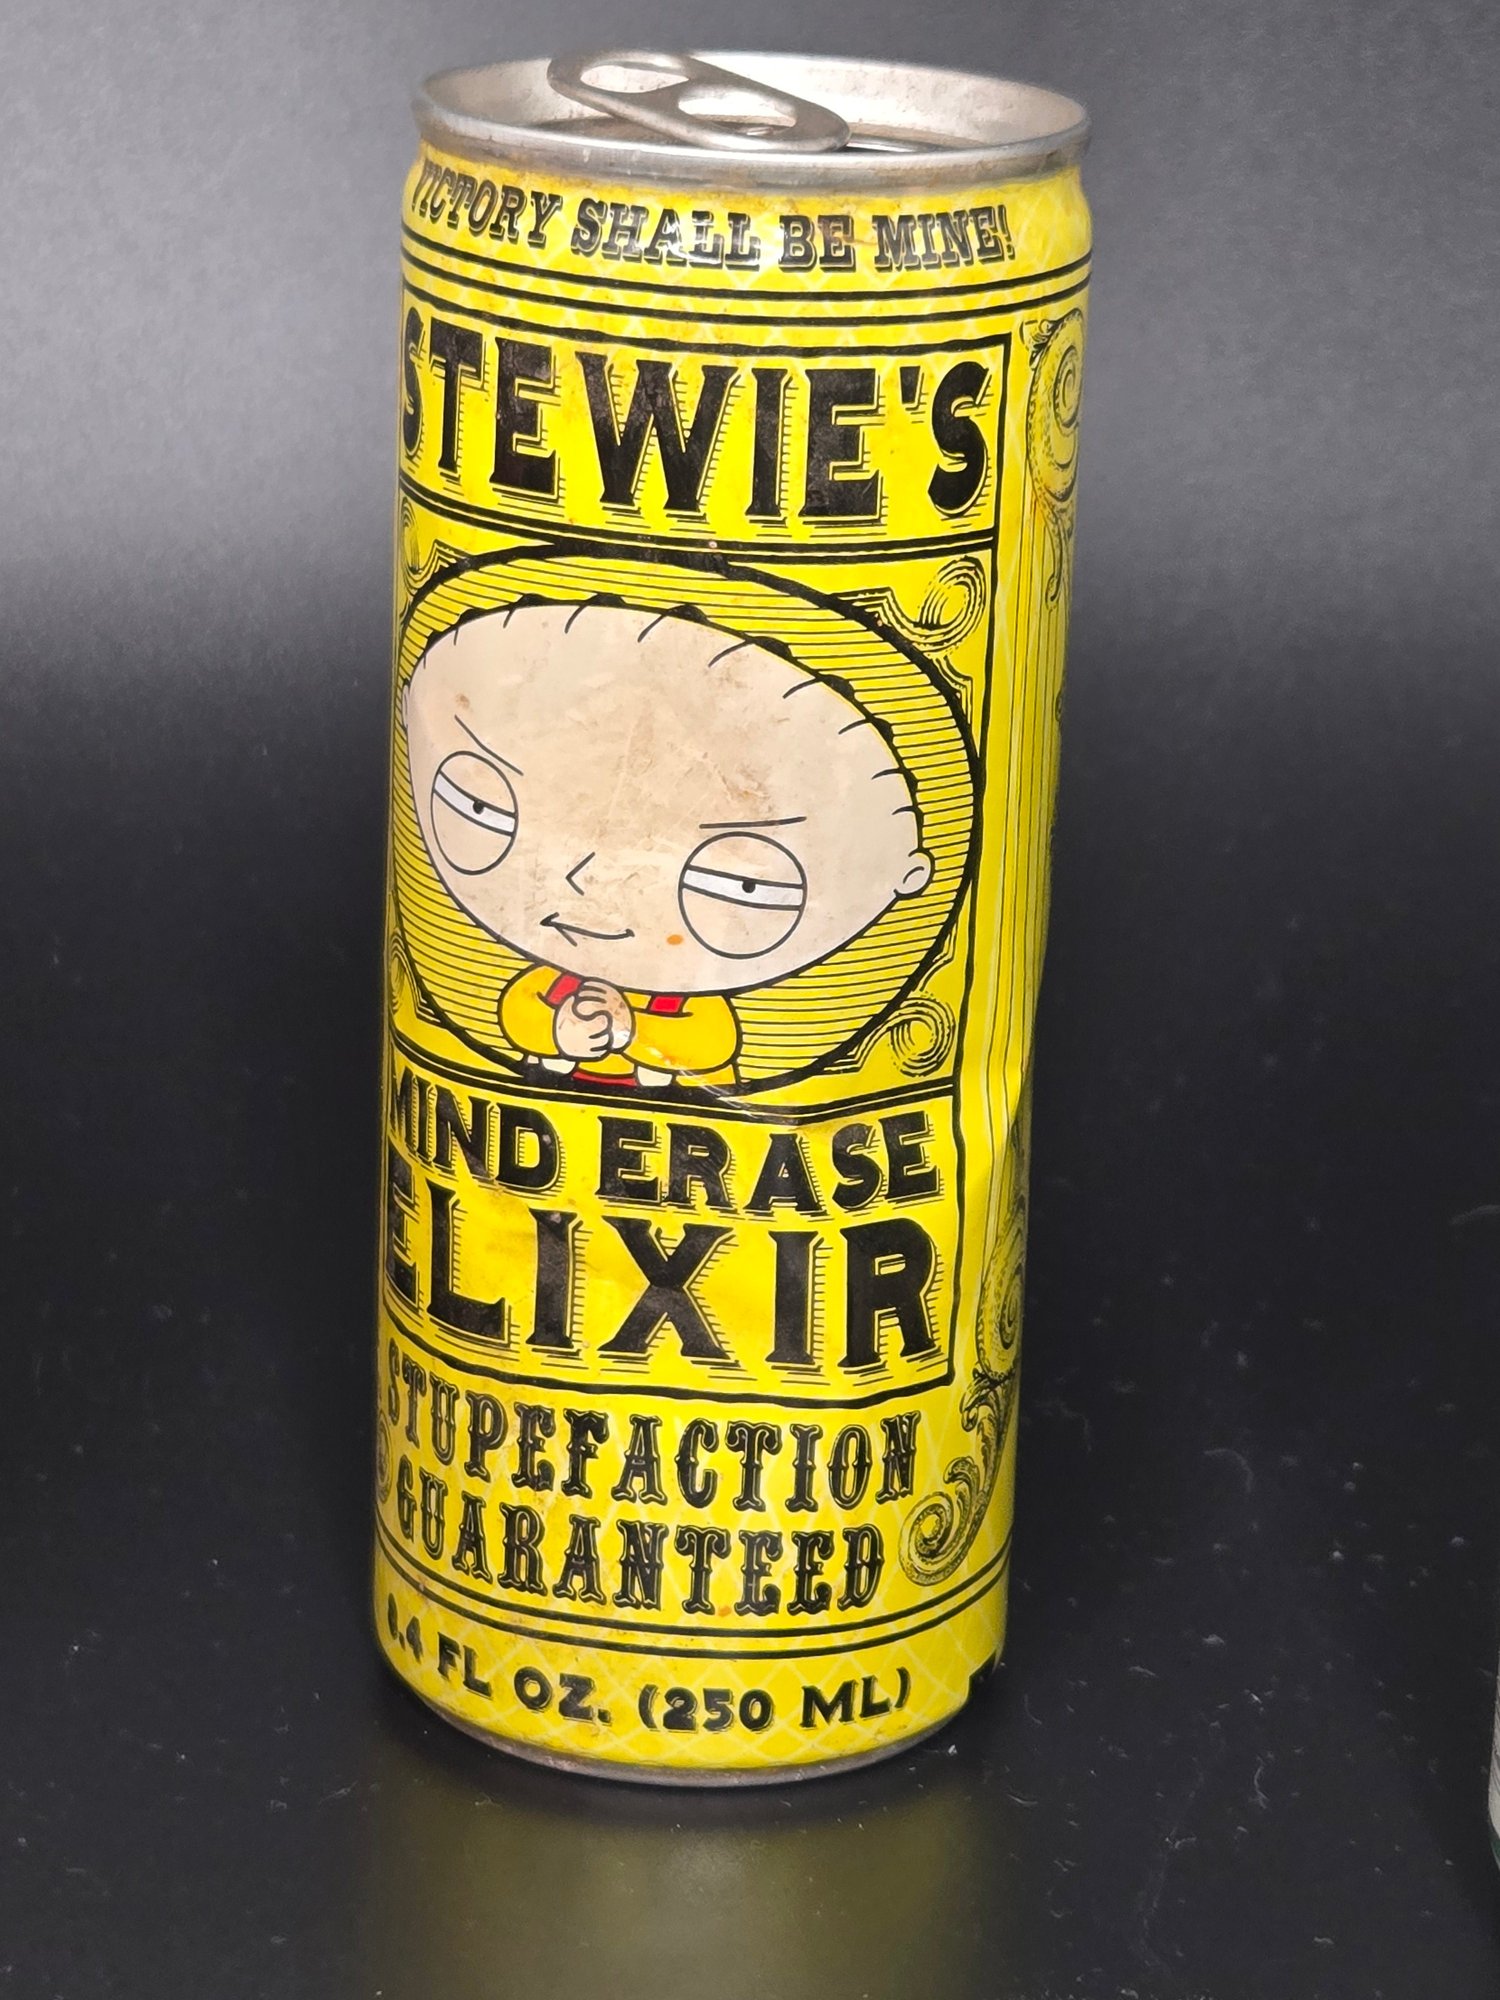 VICTORY SHALL BE MINE!
STEWIE'S
MIND ERASE
ELIXIR
STUPEFACTION
GUARANTEED
8.4 FL OZ. (250 ML)